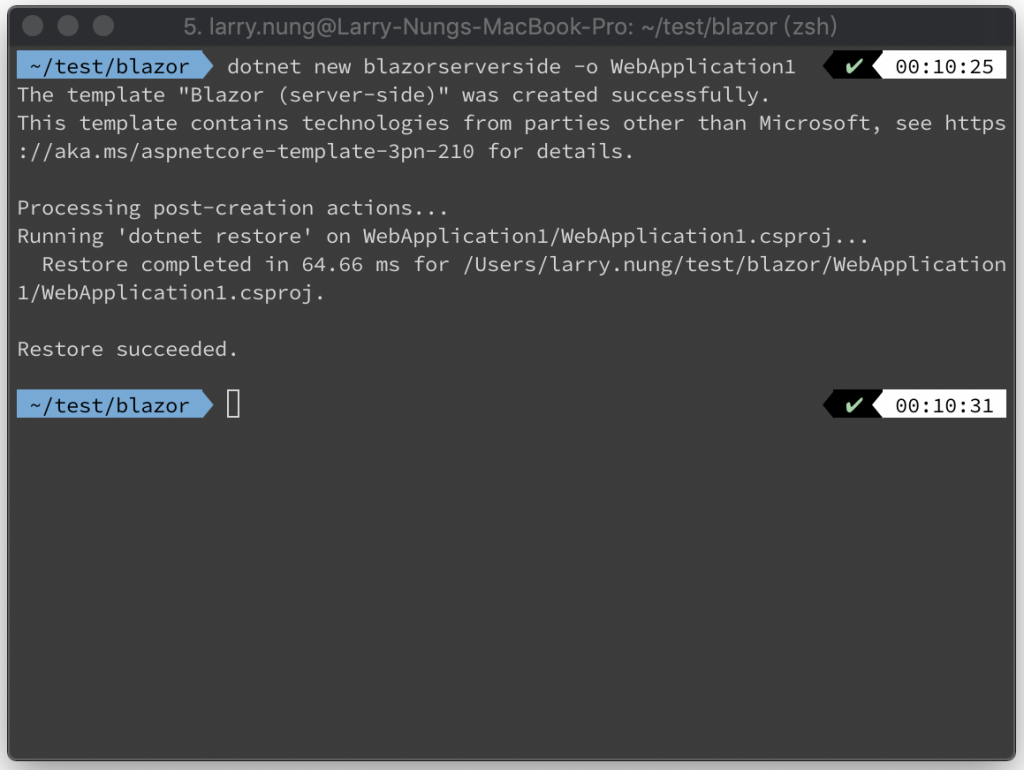 5. larry.nung@Larry-Nungs-MacBook-Pro: ~/test/blazor (zsh)
~/test/blazor dotnet new blazorserverside -o WebApplication1 ✔ 00:10:25
The template "Blazor (server-side)" was created successfully.
This template contains technologies from parties other than Microsoft, see https
://aka.ms/aspnetcore-template-3pn-210 for details.
Processing post-creation actions...
Running 'dotnet restore' on WebApplication1/WebApplication1.csproj...
Restore completed in 64.66 ms for /Users/larry.nung/test/blazor/WebApplication
1/WebApplication1.csproj.
Restore succeeded.
~/test/blazor ✔ 00:10:31